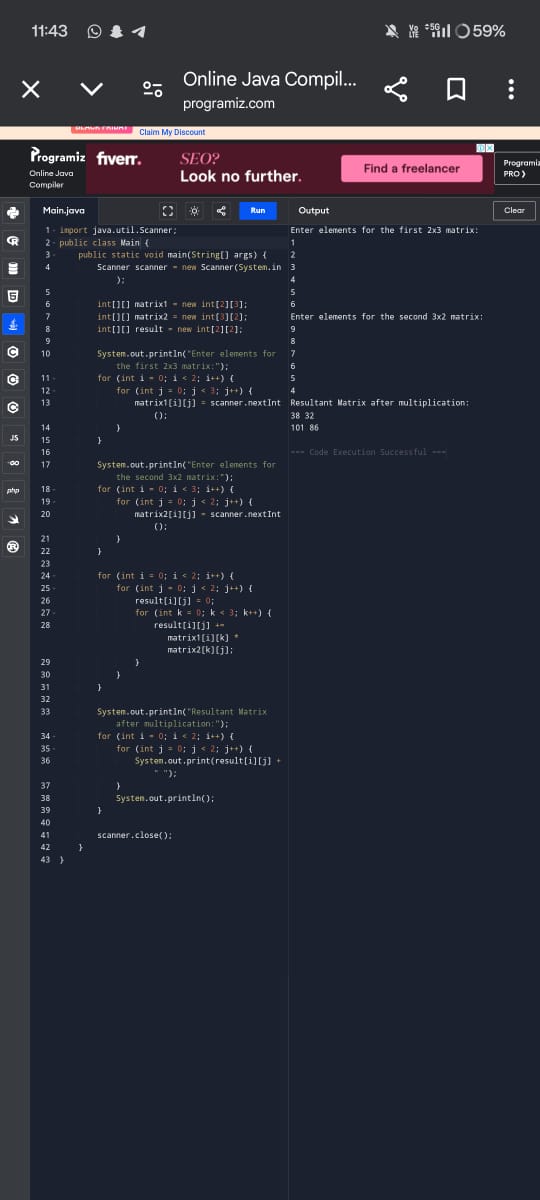 11:43
Vo LTE
5G
59%
Online Java Compil...
programiz.com
BLACK FRIDAY
Claim My Discount
Programiz
Online Java
Compiler
fiverr.
SEO?
Look no further.
Find a freelancer
Programiz
PRO ❯
Main.java
Run
Output
Clear
1 import java.util.Scanner;
2 public class Main {
3 public static void main(String[] args) {
4 Scanner scanner = new Scanner(System.in
);
5
6 int[][] matrix1 = new int[2][3];
7 int[][] matrix2 = new int[3][2];
8 int[][] result = new int[2][2];
9
10 System.out.println("Enter elements for
the first 2x3 matrix:");
11 for (int i = 0; i < 2; i++) {
12 for (int j = 0; j < 3; j++) {
13 matrix1[i][j] = scanner.nextInt
();
14 }
15 }
16
17 System.out.println("Enter elements for
the second 3x2 matrix:");
18 for (int i = 0; i < 3; i++) {
19 for (int j = 0; j < 2; j++) {
20 matrix2[i][j] = scanner.nextInt
();
21 }
22 }
23
24 for (int i = 0; i < 2; i++) {
25 for (int j = 0; j < 2; j++) {
26 result[i][j] = 0;
27 for (int k = 0; k < 3; k++) {
28 result[i][j] +=
matrix1[i][k] *
matrix2[k][j];
29 }
30 }
31 }
32
33 System.out.println("Resultant Matrix
after multiplication:");
34 for (int i = 0; i < 2; i++) {
35 for (int j = 0; j < 2; j++) {
36 System.out.print(result[i][j] +
" ");
37 }
38 System.out.println();
39 }
40
41 scanner.close();
42 }
43 }
Enter elements for the first 2x3 matrix:
1
2
3
4
5
6
Enter elements for the second 3x2 matrix:
9
8
7
6
5
4
Resultant Matrix after multiplication:
38 32
101 86
=== Code Execution Successful ===
JS
GO
php